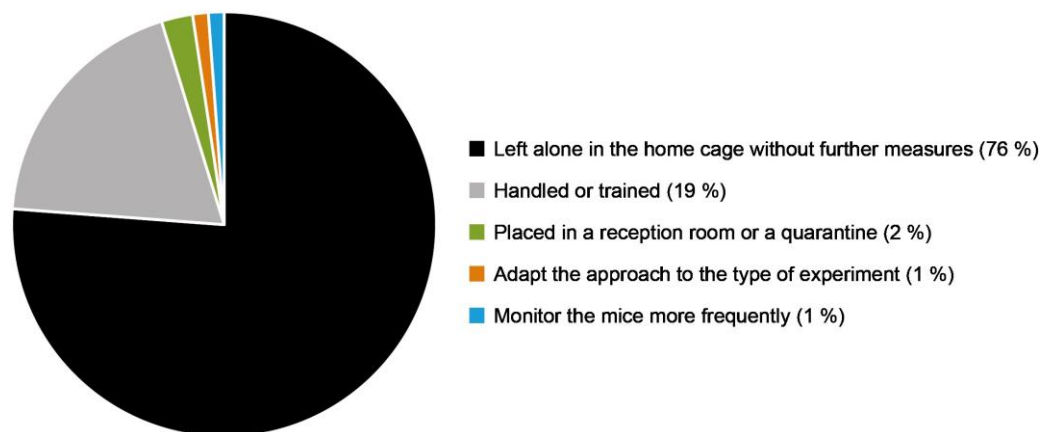 Left alone in the home cage without further measures (76 %)
Handled or trained (19 %)
Placed in a reception room or a quarantine (2 %)
Adapt the approach to the type of experiment (1 %)
Monitor the mice more frequently (1 %)